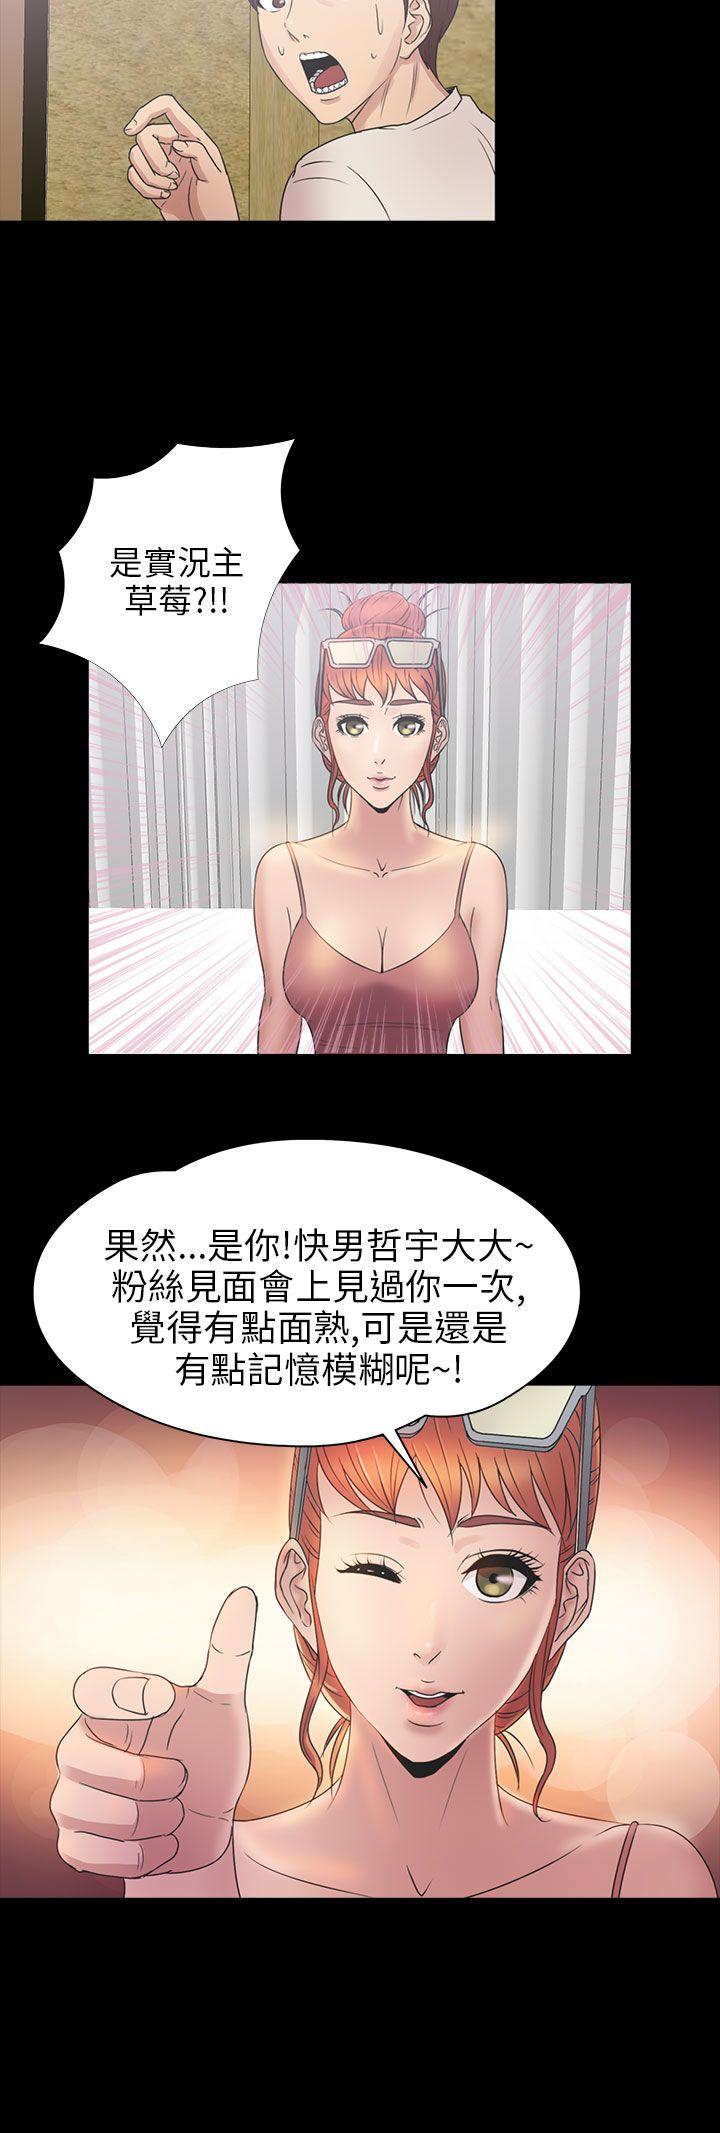 是實況主
草莓?!!
果然...是你!快男哲宇大大~
粉絲見面會上見過你一次,
覺得有點面熟,可是還是
有點記憶模糊呢~!